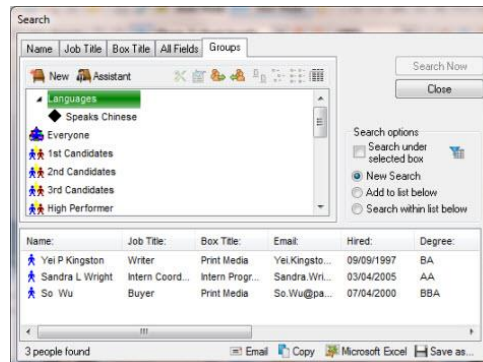 Search
Name Job Title Box Title All Fields Groups
New Assistant
Search Now
Close
Languages
Speaks Chinese
Everyone
1st Candidates
2nd Candidates
3rd Candidates
High Performer
Search options
Search under
selected box
New Search
Add to list below
Search within list below
Name: Job Title: Box Title: Email: Hired: Degree:
Yei P Kingston Writer Print Media Yei.Kingsto... 09/09/1997 BA
Sandra L Wright Intern Coord... Intern Progr... Sandra.Wri... 03/04/2005 AA
So Wu Buyer Print Media So.Wu@pa... 07/04/2000 BBA
3 people found Email Copy Microsoft Excel Save as...